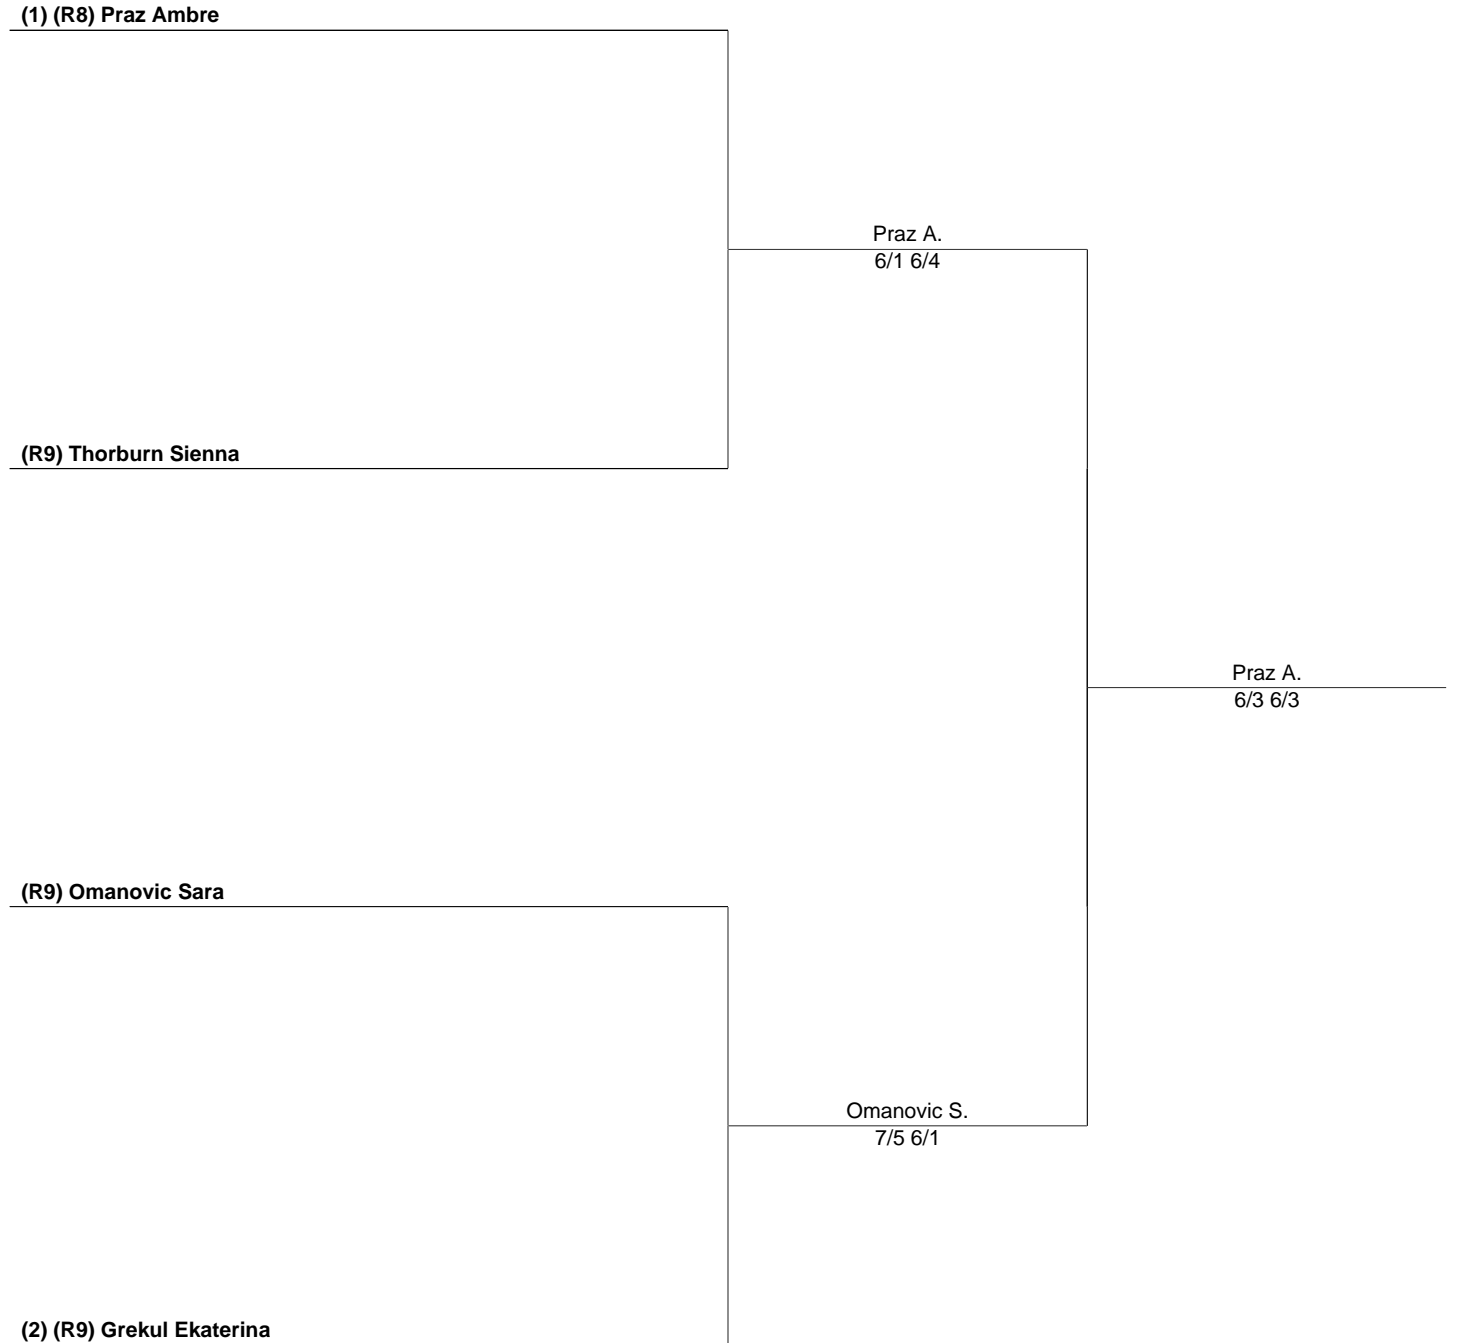 (1) (R8) Praz Ambre
Praz A.
6/1 6/4
(R9) Thorburn Sienna
Praz A.
6/3 6/3
(R9) Omanovic Sara
Omanovic S.
7/5 6/1
(2) (R9) Grekul Ekaterina